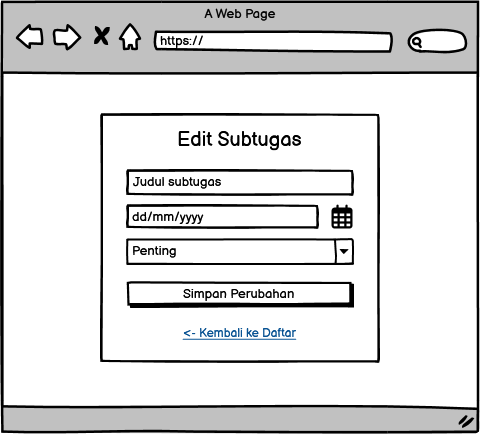 A Web Page
https://
Edit Subtugas
Judul subtugas
dd/mm/yyyy
Penting
Simpan Perubahan
<- Kembali ke Daftar